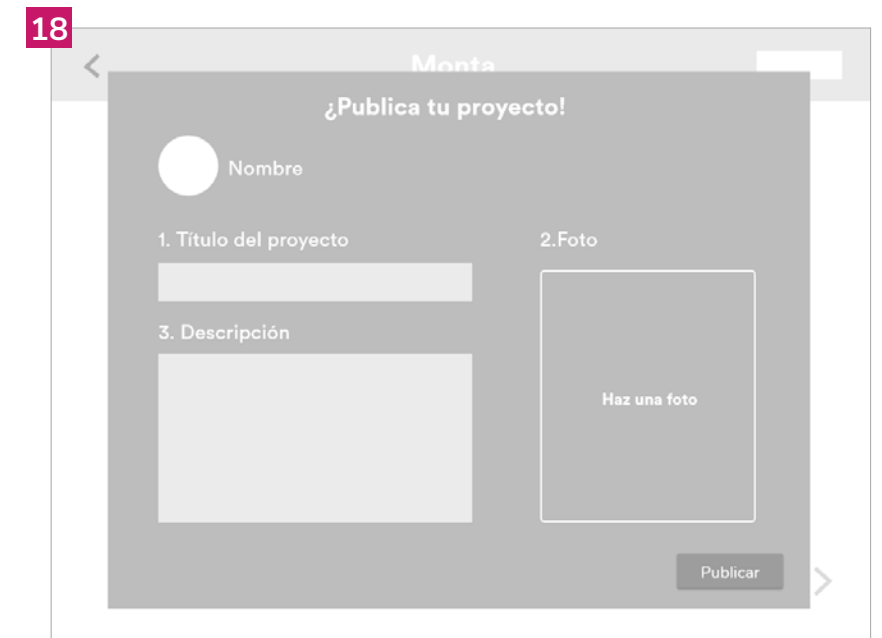 18
Monta
¿Publica tu proyecto!
Nombre
1. Título del proyecto
2.Foto
3. Descripción
Haz una foto
Publicar